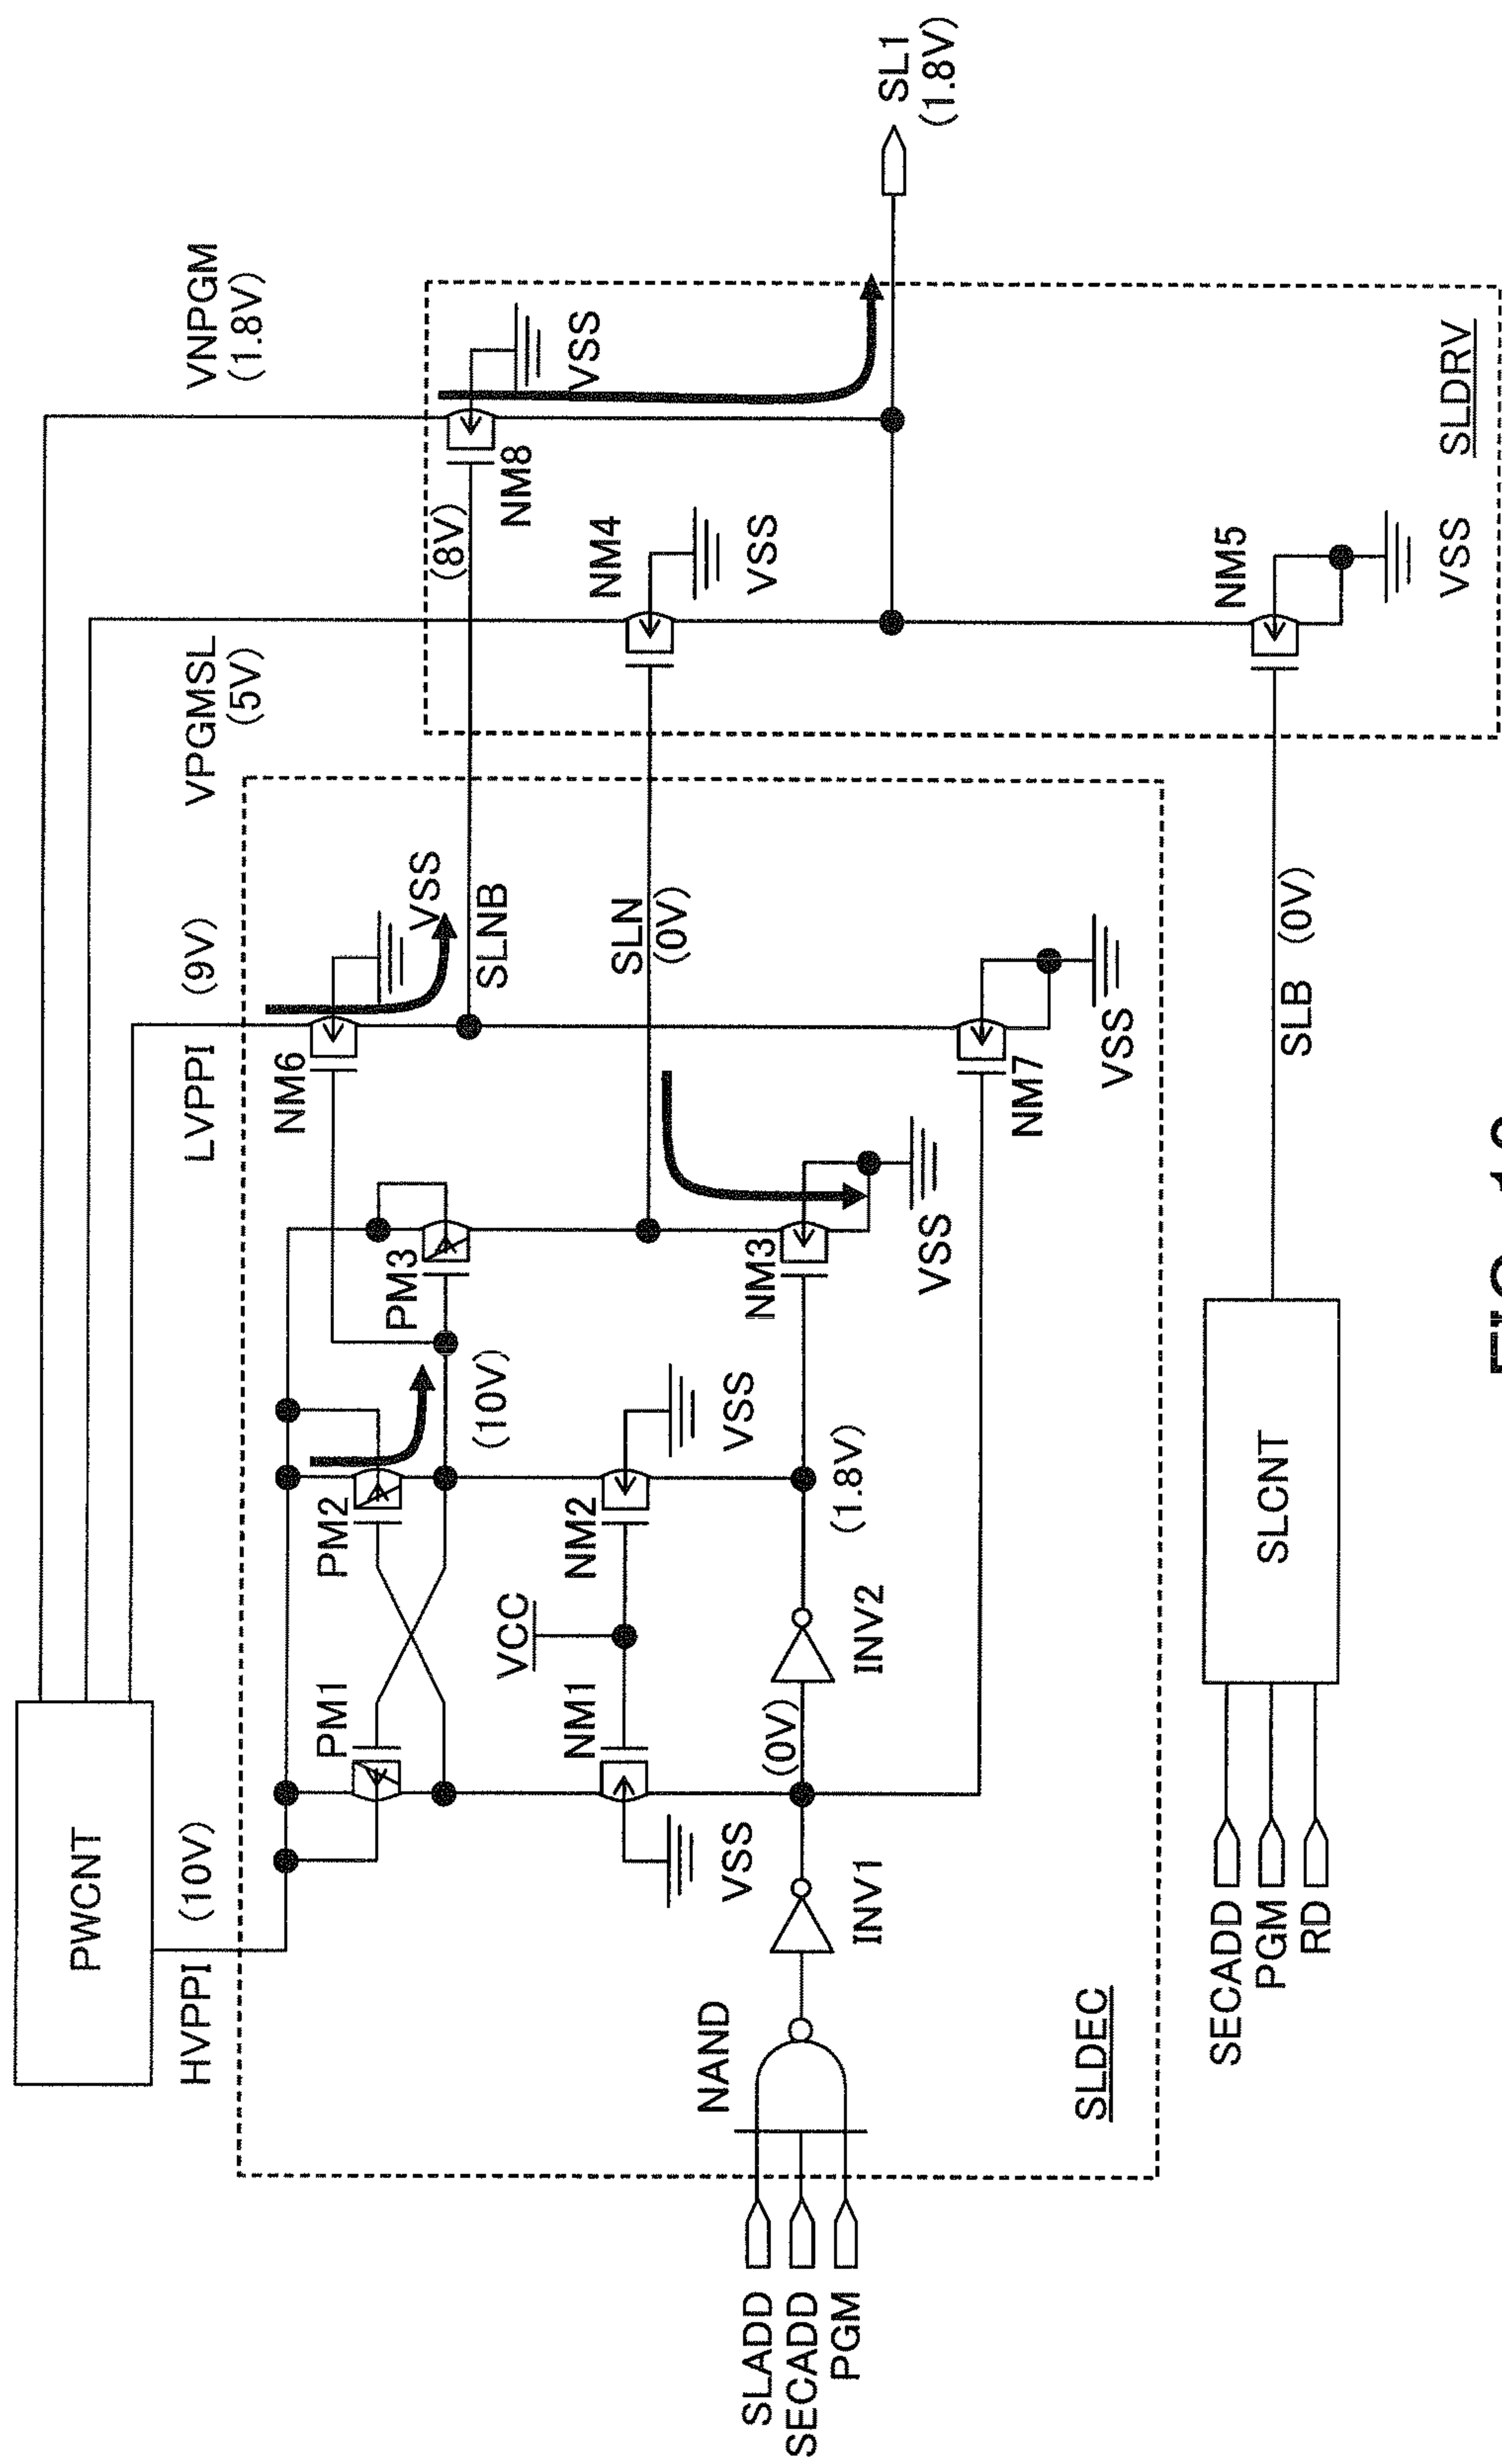 PWCNT
HVPPI (10V)
LVPPI (9V)
VPGMSL
(5V)
VNPGM
(1.8V)
PM1
PM2
PM3
NM6
VSS
(10V)
SLNB
(8V)
NM8
VSS
VCC
NM1
NM2
VSS
VSS
SLN
(0V)
NM4
VSS
SLADD
SECADD
PGM
NAND
INV1
(0V)
INV2
(1.8V)
NM3
VSS
NM7
VSS
SL1
(1.8V)
SLDEC
SECADD
PGM
RD
SLCNT
SLB (0V)
NM5
VSS
SLDRV